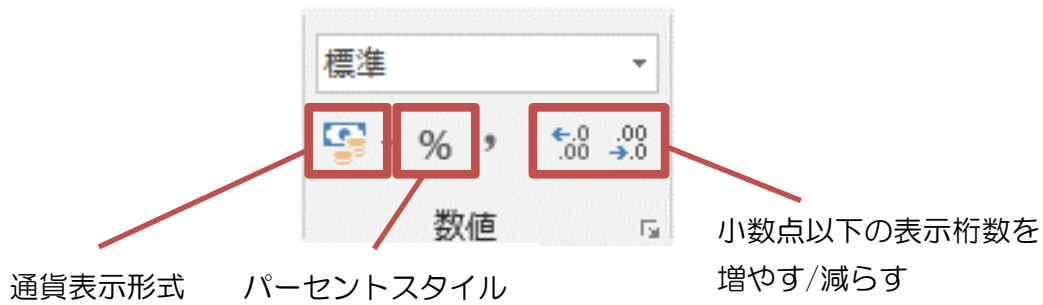 標準
% ,
←.0 .00
.00 →.0
数値
通貨表示形式
パーセントスタイル
小数点以下の表示桁数を
増やす/減らす